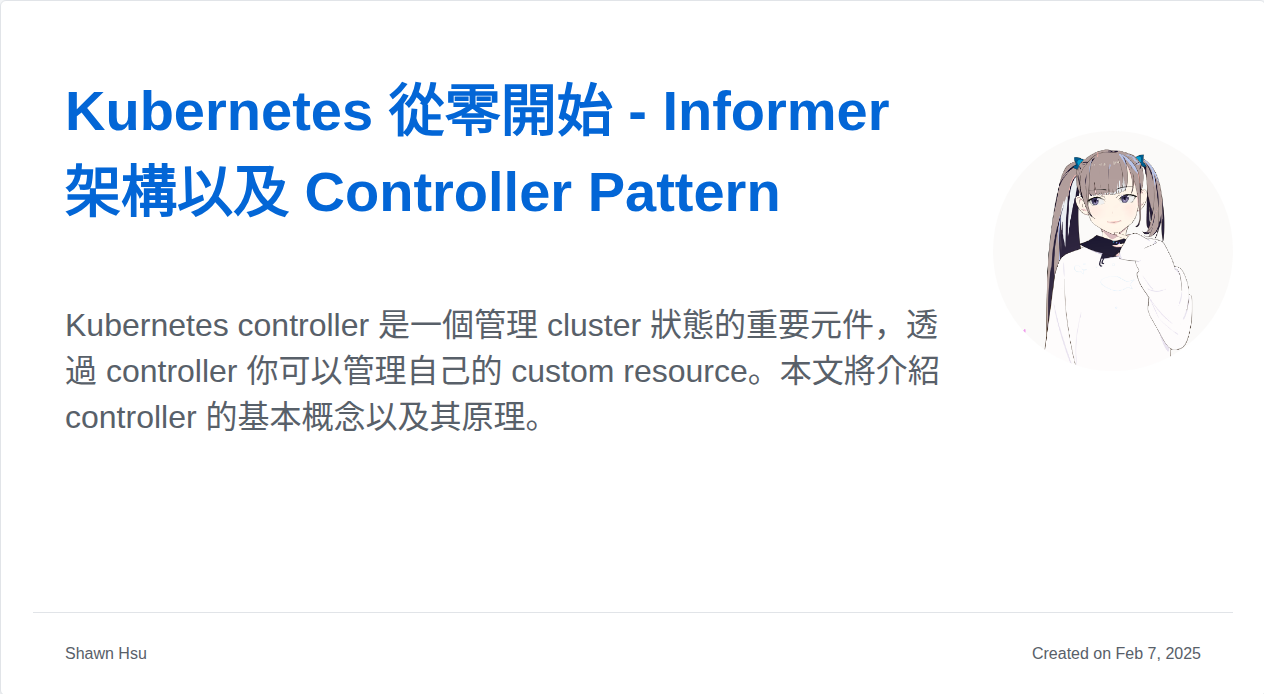 Kubernetes 從零開始 - Informer
架構以及 Controller Pattern
Kubernetes controller 是一個管理 cluster 狀態的重要元件，透
過 controller 你可以管理自己的 custom resource。本文將介紹
controller 的基本概念以及其原理。
Shawn Hsu
Created on Feb 7, 2025